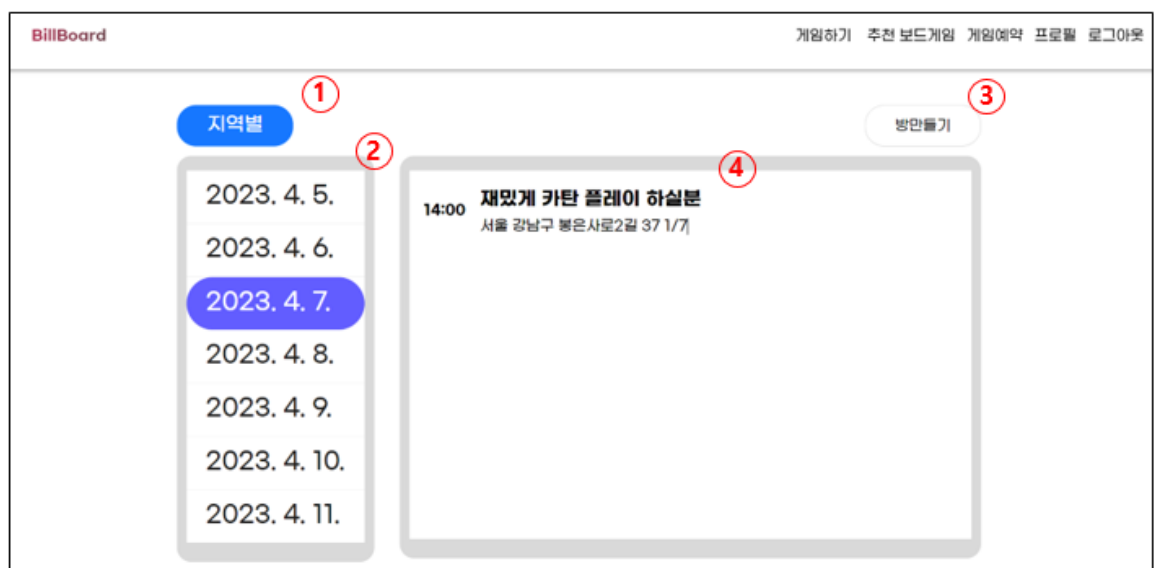 BillBoard 게임하기 추천 보드게임 게임예약 프로필 로그아웃
①
③
지역별
방만들기
②
④
2023. 4. 5.
2023. 4. 6.
2023. 4. 7.
2023. 4. 8.
2023. 4. 9.
2023. 4. 10.
2023. 4. 11.
14:00 재밌게 카탄 플레이 하실분
서울 강남구 봉은사로2길 37 1/7